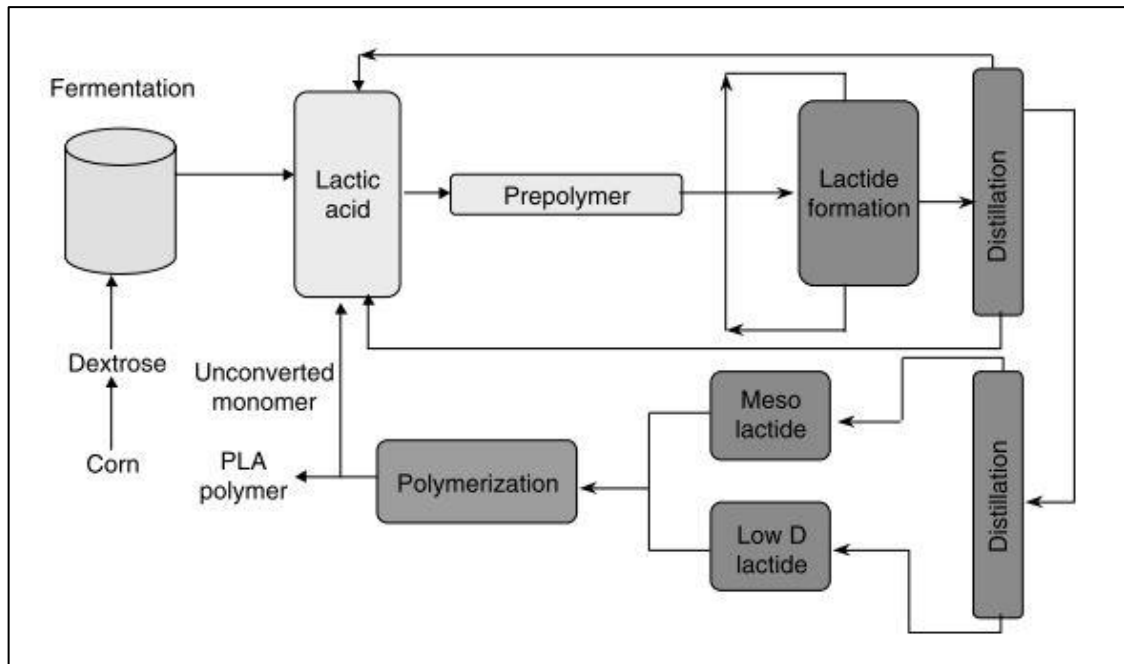 Fermentation
Lactic
acid
Prepolymer
Lactide
formation
Distillation
Dextrose
Corn
Unconverted
monomer
PLA
polymer
Polymerization
Meso
lactide
Low D
lactide
Distillation